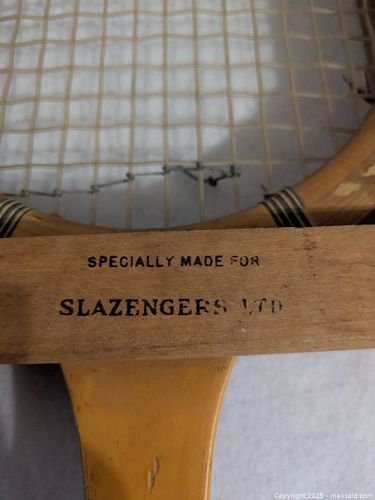 SPECIALLY MADE FOR
SLAZENGERS LTD
Copyright 2025 - maxsold.com